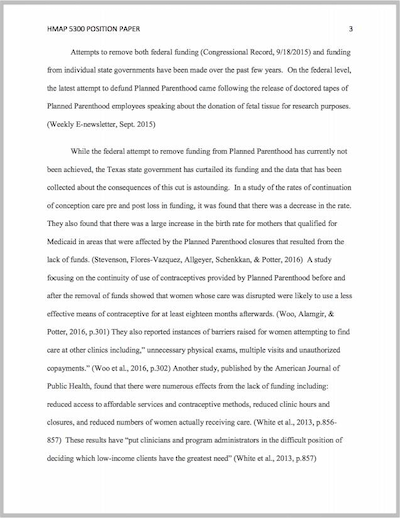 HMAP 5300 POSITION PAPER 3
Attempts to remove both federal funding (Congressional Record, 9/18/2015) and funding
from individual state governments have been made over the past few years.  On the federal level,
the latest attempt to defund Planned Parenthood came following the release of doctored tapes of
Planned Parenthood employees speaking about the donation of fetal tissue for research purposes.
(Weekly E-newsletter, Sept. 2015)
While the federal attempt to remove funding from Planned Parenthood has currently not
been achieved, the Texas state government has curtailed its funding and the data that has been
collected about the consequences of this cut is astounding.  In a study of the rates of continuation
of conception care pre and post loss in funding, it was found that there was a decrease in the rate.
They also found that there was a large increase in the birth rate for mothers that qualified for
Medicaid in areas that were affected by the Planned Parenthood closures that resulted from the
lack of funds. (Stevenson, Flores-Vazquez, Allgeyer, Schenkkan, & Potter, 2016)  A study
focusing on the continuity of use of contraceptives provided by Planned Parenthood before and
after the removal of funds showed that women whose care was disrupted were likely to use a less
effective means of contraceptive for at least eighteen months afterwards. (Woo, Alamgir, &
Potter, 2016, p.301) They also reported instances of barriers raised for women attempting to find
care at other clinics including,” unnecessary physical exams, multiple visits and unauthorized
copayments.” (Woo et al., 2016, p.302) Another study, published by the American Journal of
Public Health, found that there were numerous effects from the lack of funding including:
reduced access to affordable services and contraceptive methods, reduced clinic hours and
closures, and reduced numbers of women actually receiving care. (White et al., 2013, p.856-
857)  These results have “put clinicians and program administrators in the difficult position of
deciding which low-income clients have the greatest need” (White et al., 2013, p.857)